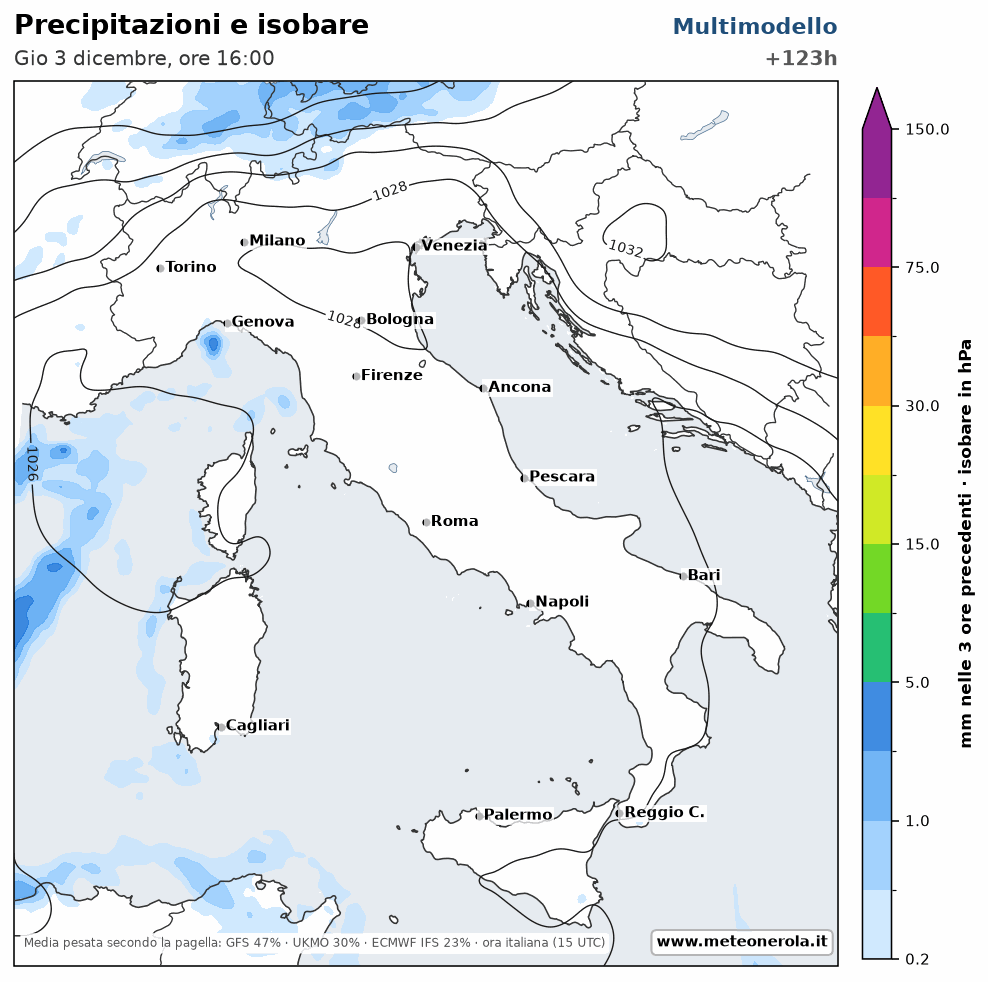 Precipitazioni e isobare
Multimodello
Gio 3 dicembre, ore 16:00
+123h
1028
1032
Milano
Venezia
Torino
Genova
1028
Bologna
Firenze
Ancona
1026
Pescara
Roma
Bari
Napoli
Cagliari
Palermo
Reggio C.
Media pesata secondo la pagella: GFS 47% · UKMO 30% · ECMWF IFS 23% · ora italiana (15 UTC)
www.meteonerola.it
150.0
75.0
30.0
15.0
5.0
1.0
0.2
mm nelle 3 ore precedenti · isobare in hPa